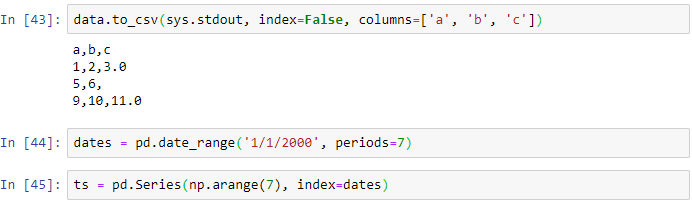 In [43]: data.to_csv(sys.stdout, index=False, columns=['a', 'b', 'c'])
a,b,c
1,2,3.0
5,6,
9,10,11.0
In [44]: dates = pd.date_range('1/1/2000', periods=7)
In [45]: ts = pd.Series(np.arange(7), index=dates)